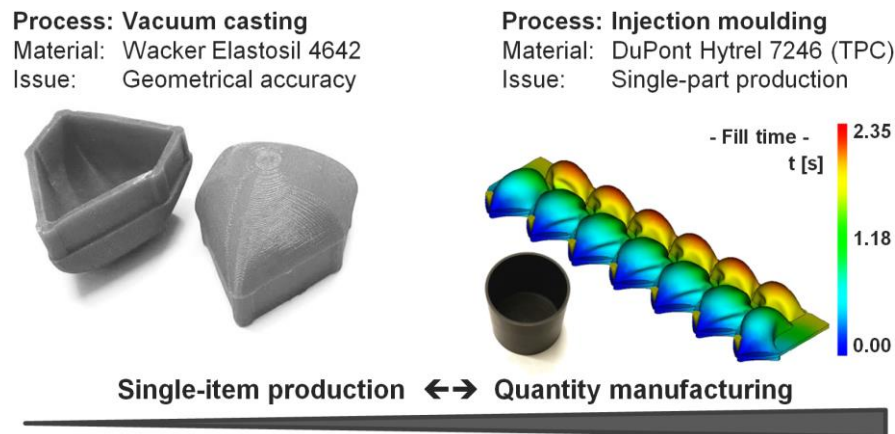 Process: Vacuum casting
Material: Wacker Elastosil 4642
Issue: Geometrical accuracy
Process: Injection moulding
Material: DuPont Hytrel 7246 (TPC)
Issue: Single-part production
- Fill time -
t [s]
2.35
1.18
0.00
Single-item production ←→ Quantity manufacturing